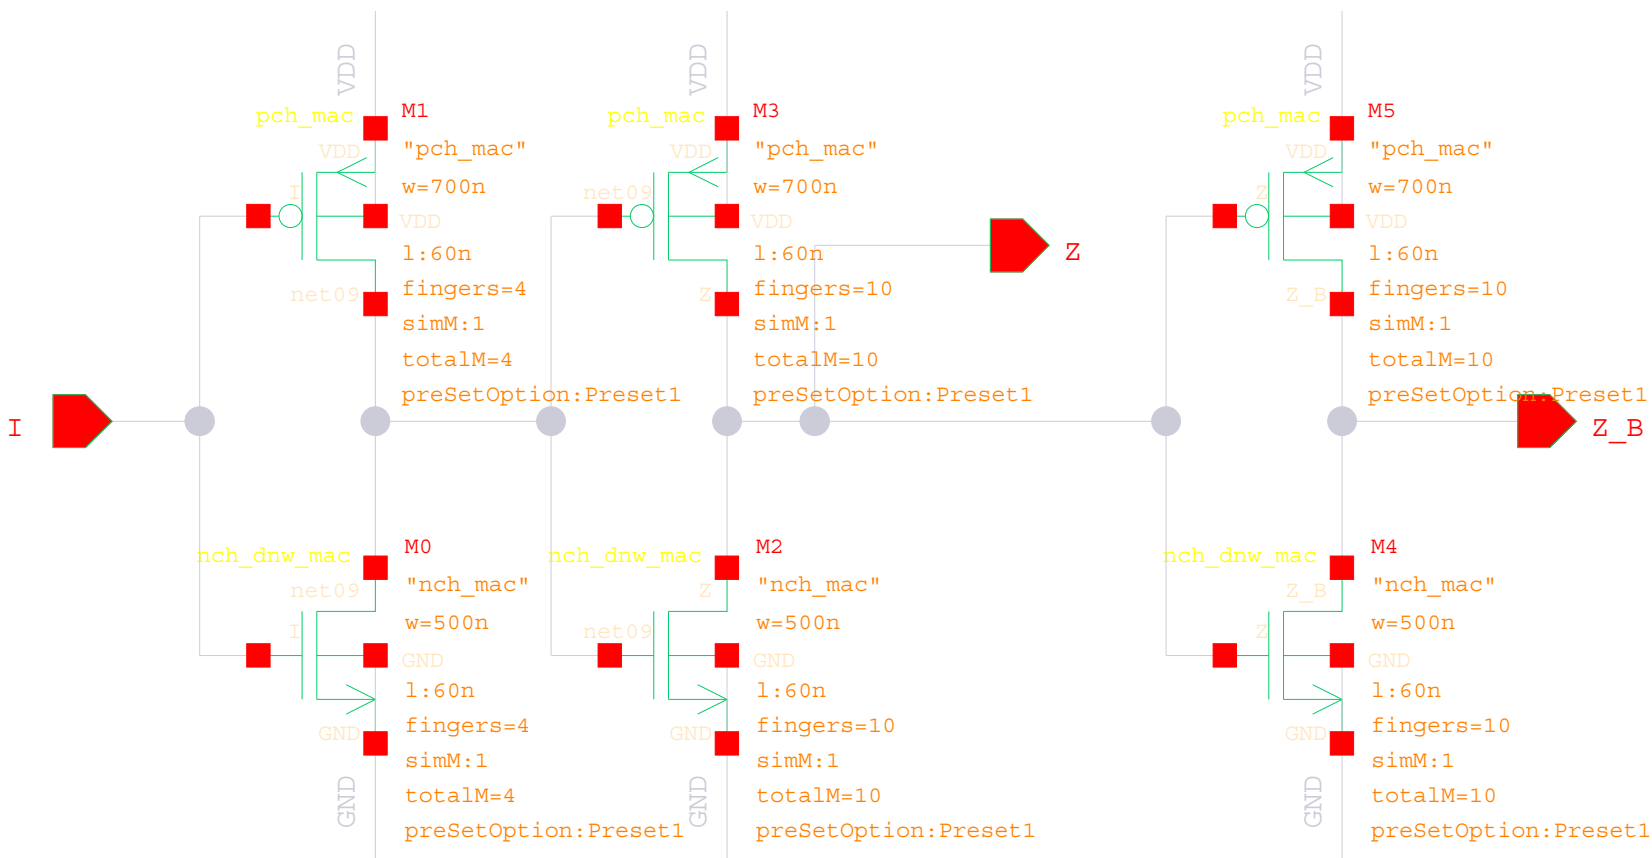 VDD
VDD
VDD
pch_mac
M1
"pch_mac"
VDD
I
w=700n
VDD
l:60n
net09
fingers=4
simM:1
totalM=4
preSetOption:Preset1
pch_mac
M3
"pch_mac"
VDD
net09
w=700n
VDD
l:60n
Z
fingers=10
simM:1
totalM=10
preSetOption:Preset1
Z
pch_mac
M5
"pch_mac"
VDD
Z
w=700n
VDD
l:60n
Z_B
fingers=10
simM:1
totalM=10
preSetOption:Preset1
I
Z_B
nch_dnw_mac
M0
"nch_mac"
net09
I
w=500n
GND
l:60n
fingers=4
GND
simM:1
totalM=4
preSetOption:Preset1
GND
nch_dnw_mac
M2
"nch_mac"
Z
net09
w=500n
GND
l:60n
fingers=10
GND
simM:1
totalM=10
preSetOption:Preset1
GND
nch_dnw_mac
M4
"nch_mac"
Z_B
Z
w=500n
GND
l:60n
fingers=10
GND
simM:1
totalM=10
preSetOption:Preset1
GND